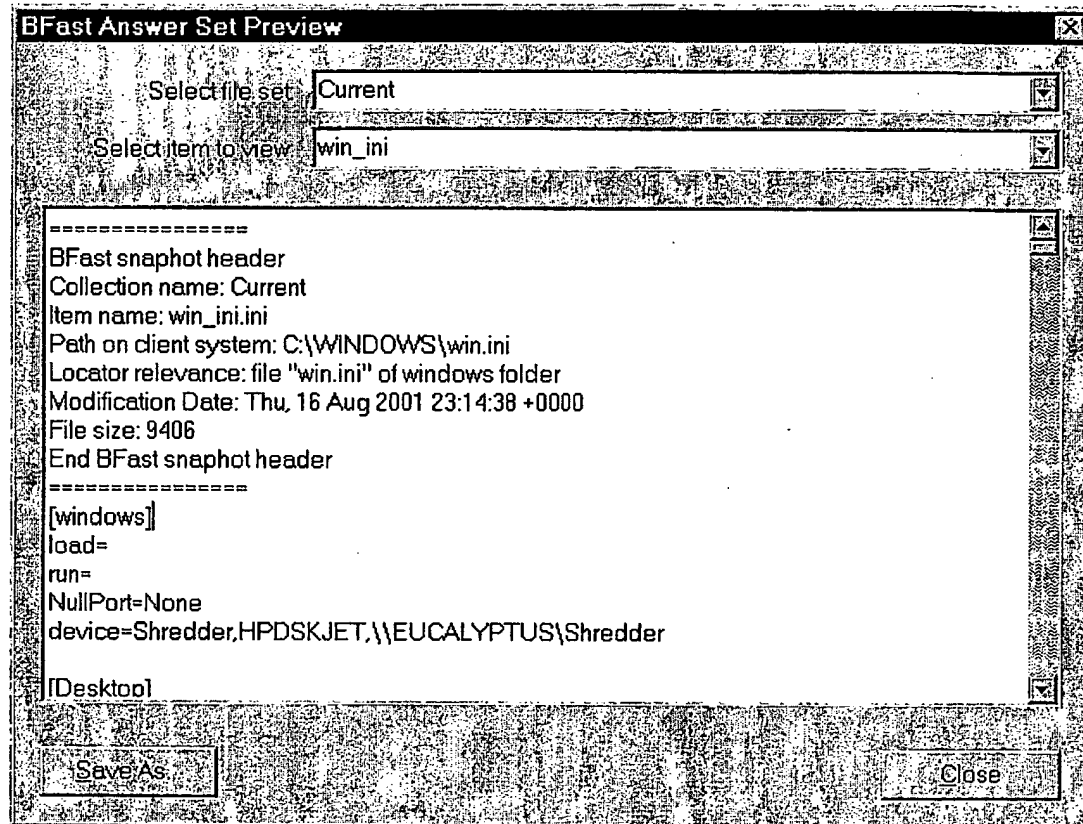 BFast Answer Set Preview
Select file set Current
Select item to view win_ini
================
BFast snaphot header
Collection name: Current
Item name: win_ini.ini
Path on client system: C:\WINDOWS\win.ini
Locator relevance: file "win.ini" of windows folder
Modification Date: Thu, 16 Aug 2001 23:14:38 +0000
File size: 9406
End BFast snaphot header
================
[windows]
load=
run=
NullPort=None
device=Shredder,HPDSKJET,\\EUCALYPTUS\Shredder
[Desktop]
Save As
Close